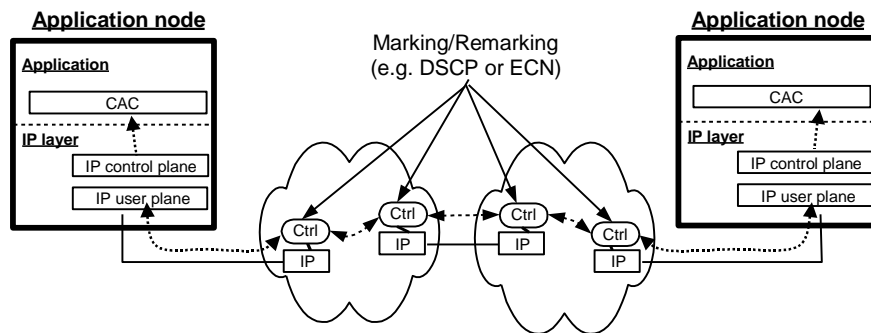 Application node
Application node
Marking/Remarking
(e.g. DSCP or ECN)
Application
CAC
IP layer
IP control plane
IP user plane
Application
CAC
IP layer
IP control plane
IP user plane
Ctrl
IP
Ctrl
IP
Ctrl
IP
Ctrl
IP